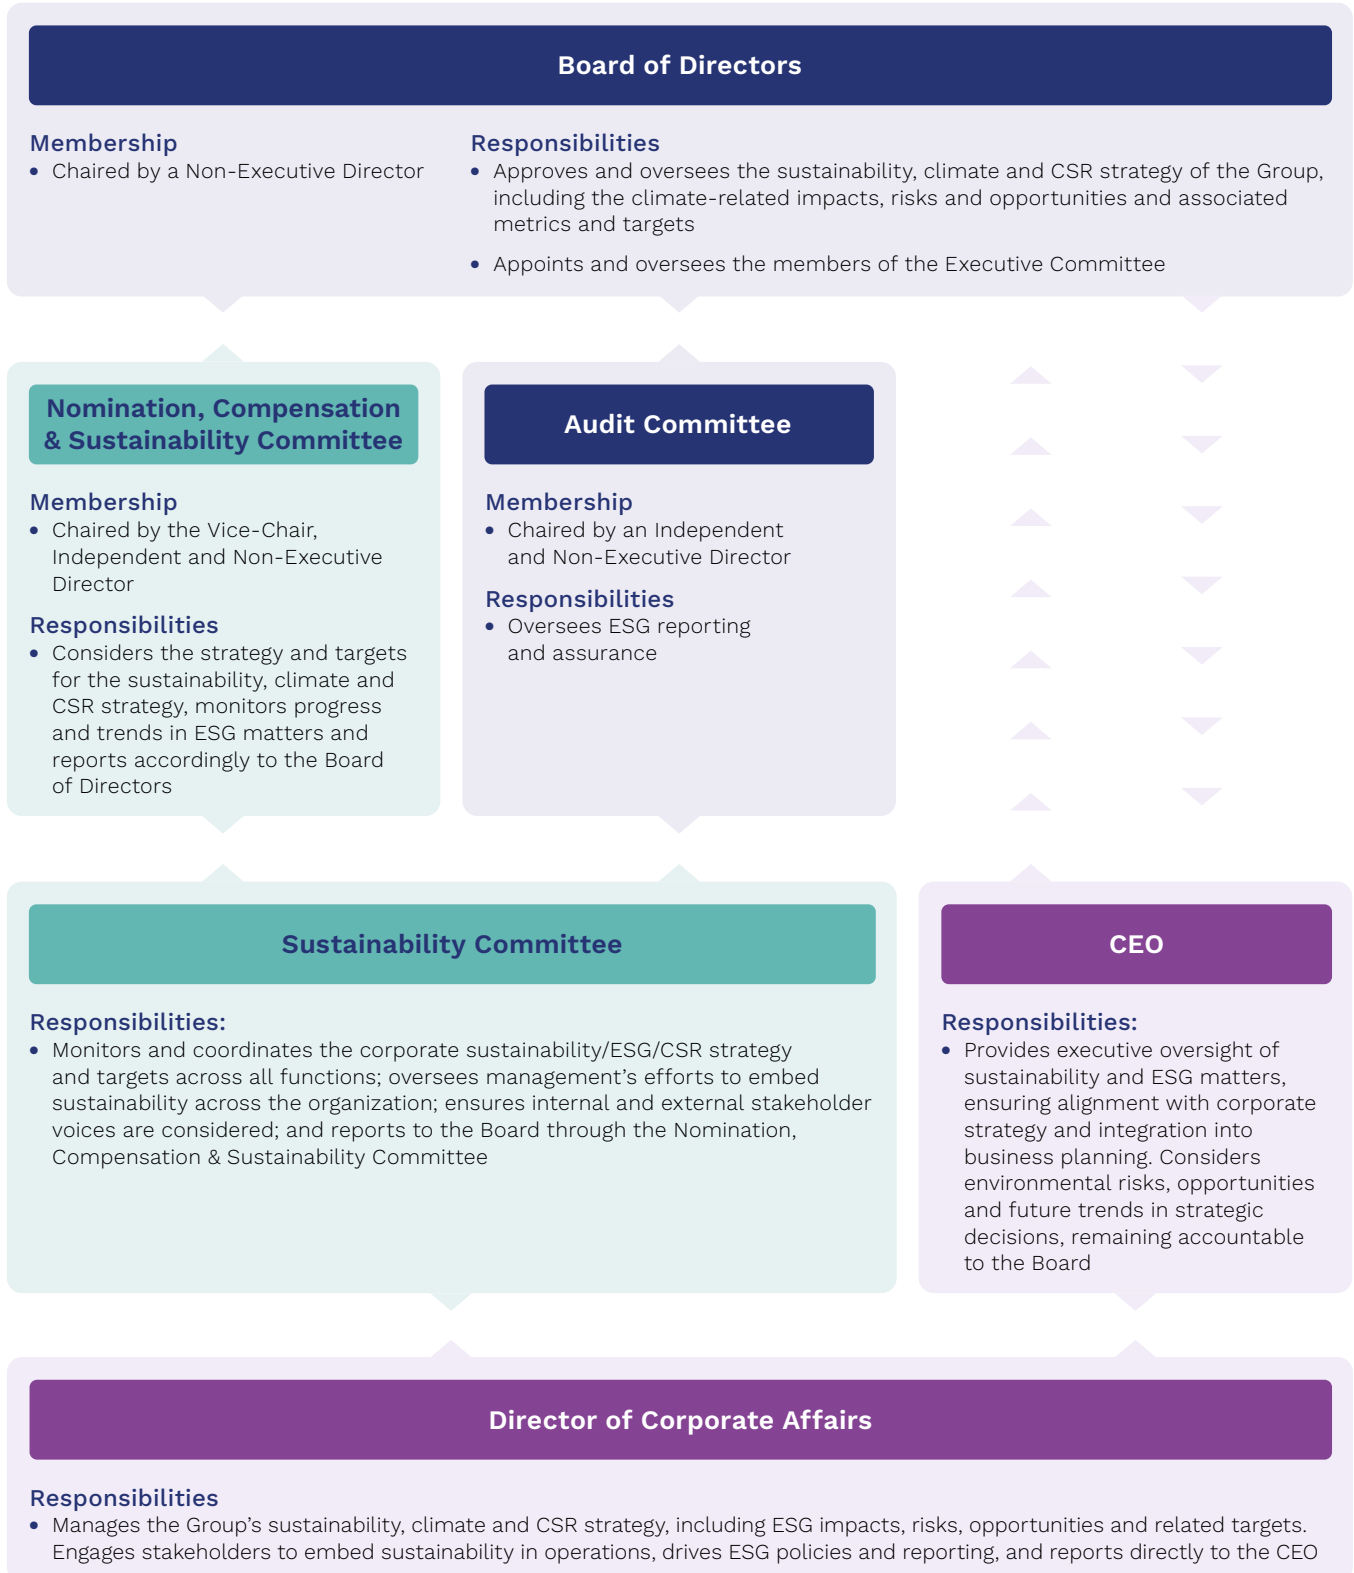 Board of Directors
Membership
• Chaired by a Non-Executive Director
Responsibilities
• Approves and oversees the sustainability, climate and CSR strategy of the Group,
including the climate-related impacts, risks and opportunities and associated
metrics and targets
• Appoints and oversees the members of the Executive Committee
Nomination, Compensation
& Sustainability Committee
Membership
• Chaired by the Vice-Chair,
Independent and Non-Executive
Director
Responsibilities
• Considers the strategy and targets
for the sustainability, climate and
CSR strategy, monitors progress
and trends in ESG matters and
reports accordingly to the Board
of Directors
Audit Committee
Membership
• Chaired by an Independent
and Non-Executive Director
Responsibilities
• Oversees ESG reporting
and assurance
Sustainability Committee
Responsibilities:
• Monitors and coordinates the corporate sustainability/ESG/CSR strategy
and targets across all functions; oversees management’s efforts to embed
sustainability across the organization; ensures internal and external stakeholder
voices are considered; and reports to the Board through the Nomination,
Compensation & Sustainability Committee
CEO
Responsibilities:
• Provides executive oversight of
sustainability and ESG matters,
ensuring alignment with corporate
strategy and integration into
business planning. Considers
environmental risks, opportunities
and future trends in strategic
decisions, remaining accountable
to the Board
Director of Corporate Affairs
Responsibilities
• Manages the Group’s sustainability, climate and CSR strategy, including ESG impacts, risks, opportunities and related targets.
Engages stakeholders to embed sustainability in operations, drives ESG policies and reporting, and reports directly to the CEO